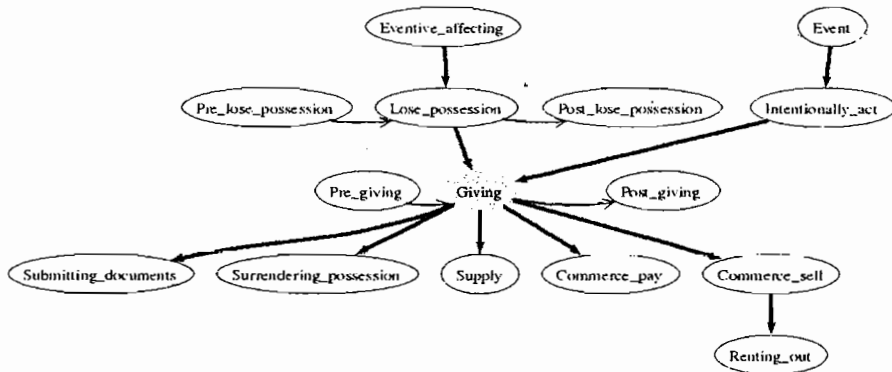 Eventive_affecting
Event
Pre_lose_possession
Lose_possession
Post_lose_possession
Intentionally_act
Pre_giving
Giving
Post_giving
Submitting_documents
Surrendering_possession
Supply
Commerce_pay
Commerce_sell
Renting_out